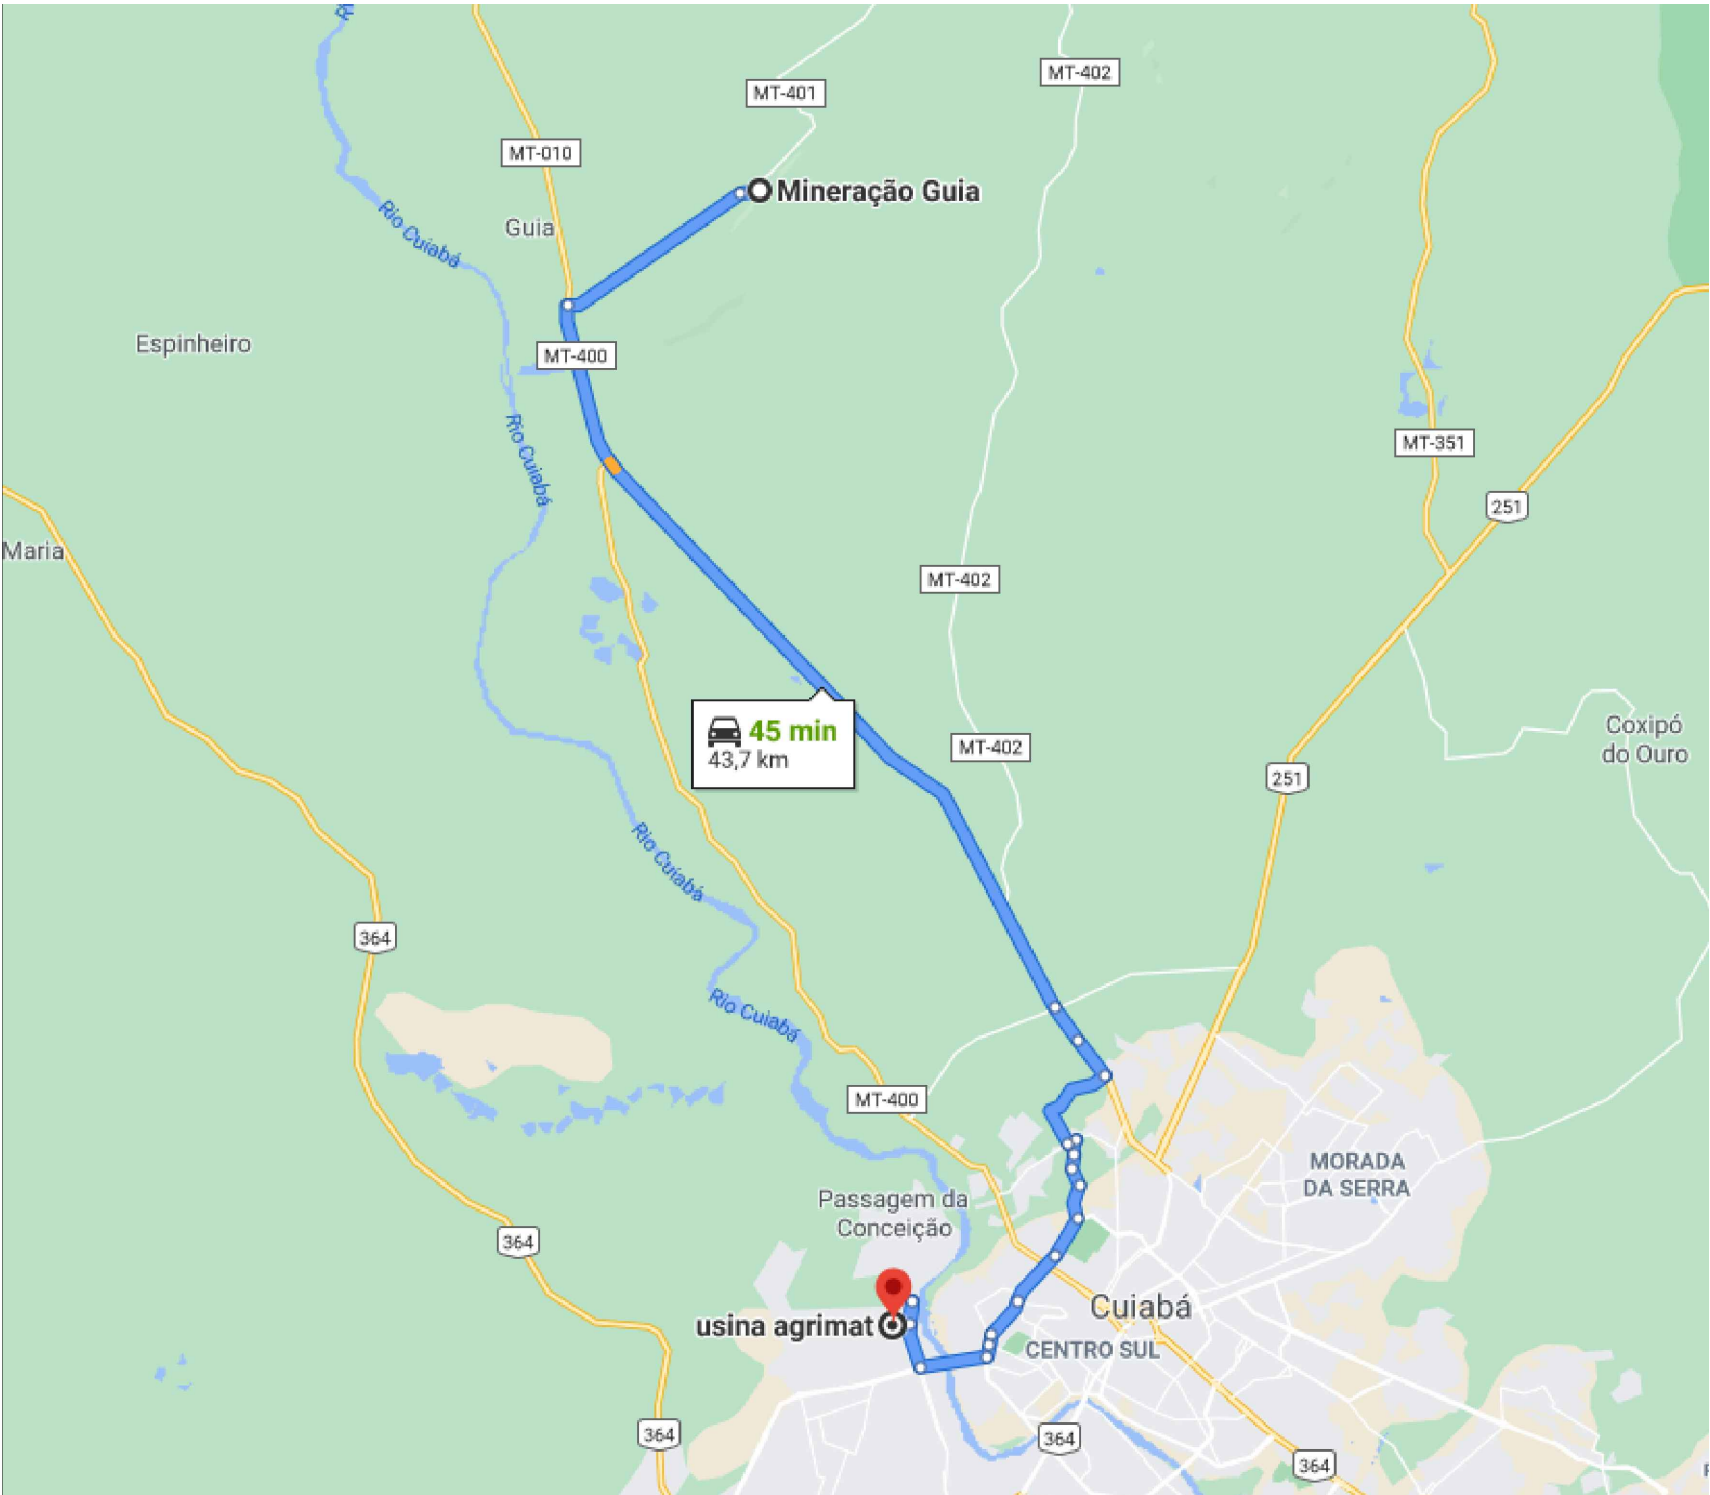 MT-402
MT-401
MT-010
Mineração Guia
Rio Cuiabá
Guia
Espinheiro
MT-400
Rio Cuiabá
MT-351
251
Maria
MT-402
45 min
43,7 km
MT-402
Coxipó
do Ouro
251
Rio Cuiabá
364
Rio Cuiabá
MT-400
MORADA
DA SERRA
Passagem da
Conceição
364
Cuiabá
usina agrimat
CENTRO SUL
364
364
364